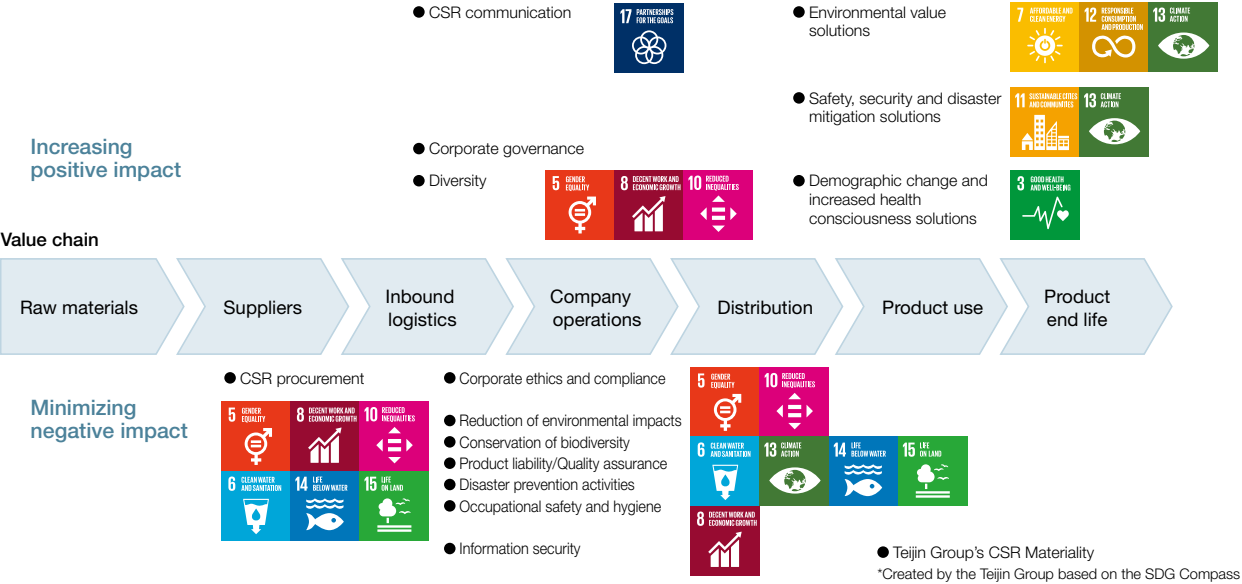 ● CSR communication
17 PARTNERSHIPS
FOR THE GOALS
● Environmental value
solutions
7 AFFORDABLE AND
CLEAN ENERGY
12 RESPONSIBLE
CONSUMPTION
AND PRODUCTION
13 CLIMATE
ACTION
● Safety, security and disaster
mitigation solutions
11 SUSTAINABLE CITIES
AND COMMUNITIES
13 CLIMATE
ACTION
Increasing
positive impact
● Corporate governance
● Diversity
5 GENDER
EQUALITY
8 DECENT WORK AND
ECONOMIC GROWTH
10 REDUCED
INEQUALITIES
● Demographic change and
increased health
consciousness solutions
3 GOOD HEALTH
AND WELL-BEING
Value chain
Raw materials
Suppliers
Inbound
logistics
Company
operations
Distribution
Product use
Product
end life
Minimizing
negative impact
● CSR procurement
5 GENDER
EQUALITY
8 DECENT WORK AND
ECONOMIC GROWTH
10 REDUCED
INEQUALITIES
6 CLEAN WATER
AND SANITATION
14 LIFE
BELOW WATER
15 LIFE
ON LAND
● Corporate ethics and compliance
5 GENDER
EQUALITY
10 REDUCED
INEQUALITIES
● Reduction of environmental impacts
● Conservation of biodiversity
● Product liability/Quality assurance
● Disaster prevention activities
● Occupational safety and hygiene
6 CLEAN WATER
AND SANITATION
13 CLIMATE
ACTION
14 LIFE
BELOW WATER
15 LIFE
ON LAND
● Information security
8 DECENT WORK AND
ECONOMIC GROWTH
● Teijin Group's CSR Materiality
*Created by the Teijin Group based on the SDG Compass